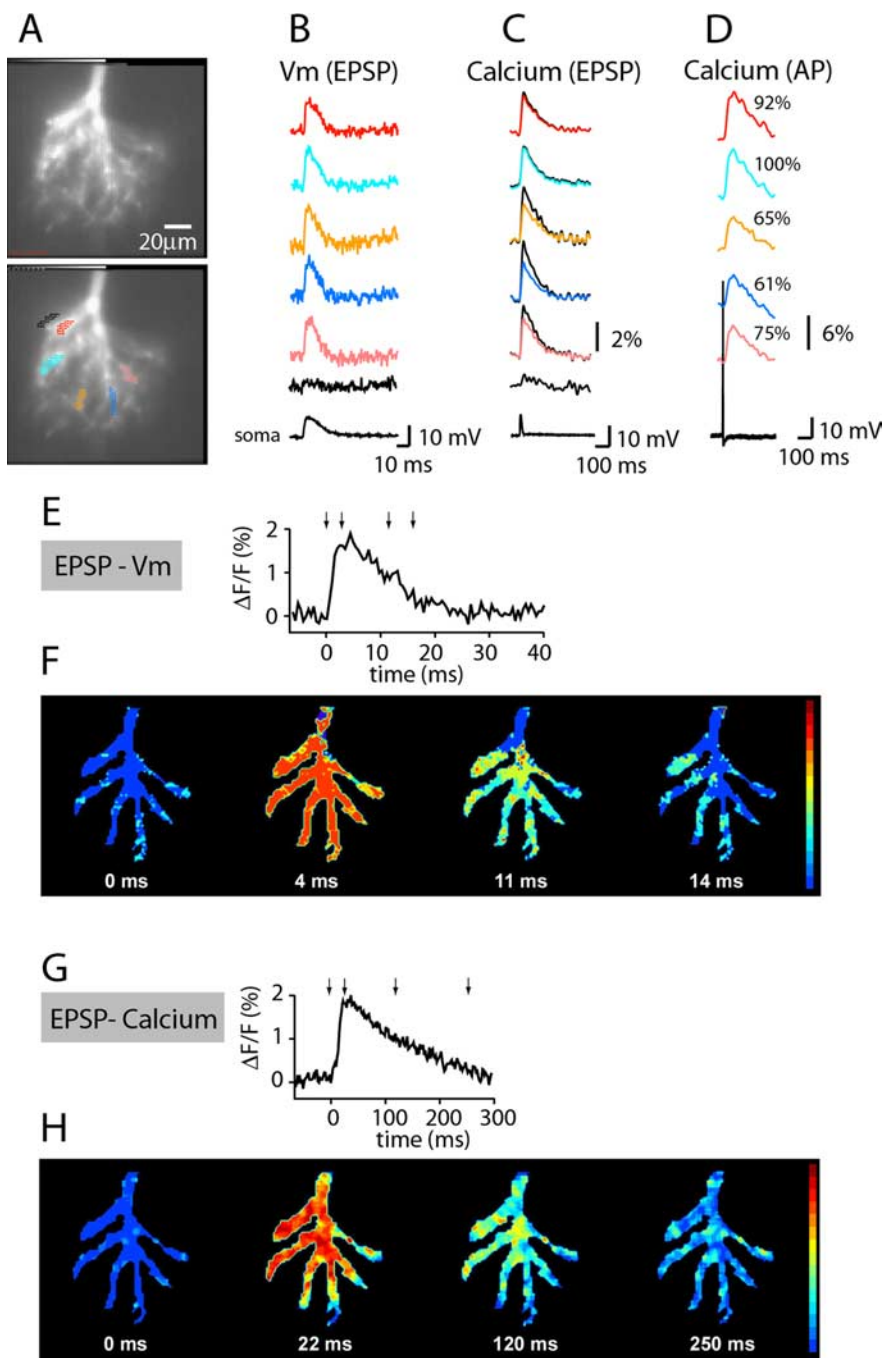 A
20µm
B
Vm (EPSP)
C
Calcium (EPSP)
D
Calcium (AP)
92%
100%
65%
61%
75%
2%
6%
soma
10 mV
10 ms
10 mV
100 ms
10 mV
100 ms
E
EPSP - Vm
ΔF/F (%)
2
1
0
0 10 20 30 40
time (ms)
F
0 ms 4 ms 11 ms 14 ms
G
EPSP- Calcium
ΔF/F (%)
2
1
0
0 100 200 300
time (ms)
H
0 ms 22 ms 120 ms 250 ms